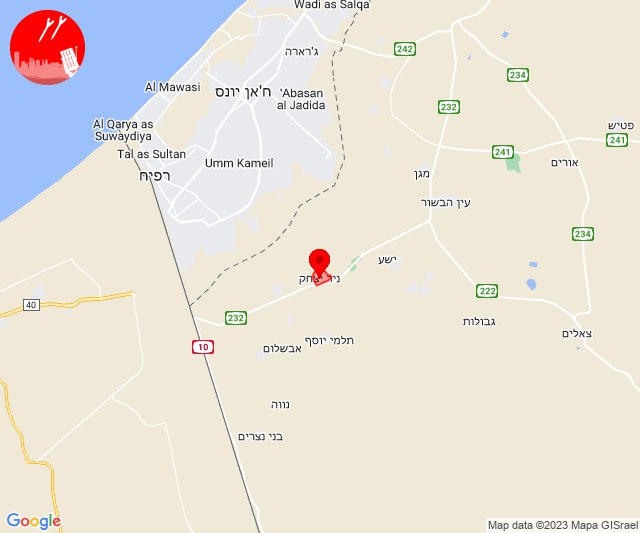 Wadi as Salqa
ג'רארה
242
234
Al Mawasi
ח'אן יונס
'Abasan
al Jadida
232
Al Qarya as
Suwaydiya
פטיש
241
Tal as Sultan
241
Umm Kameil
אורים
רפיח
מגן
עין הבשור
234
ישע
ניר יצחק
222
40
232
גבולות
צאלים
תלמי יוסף
אבשלום
10
נווה
בני נצרים
Google
Map data ©2023 Mapa GISrael